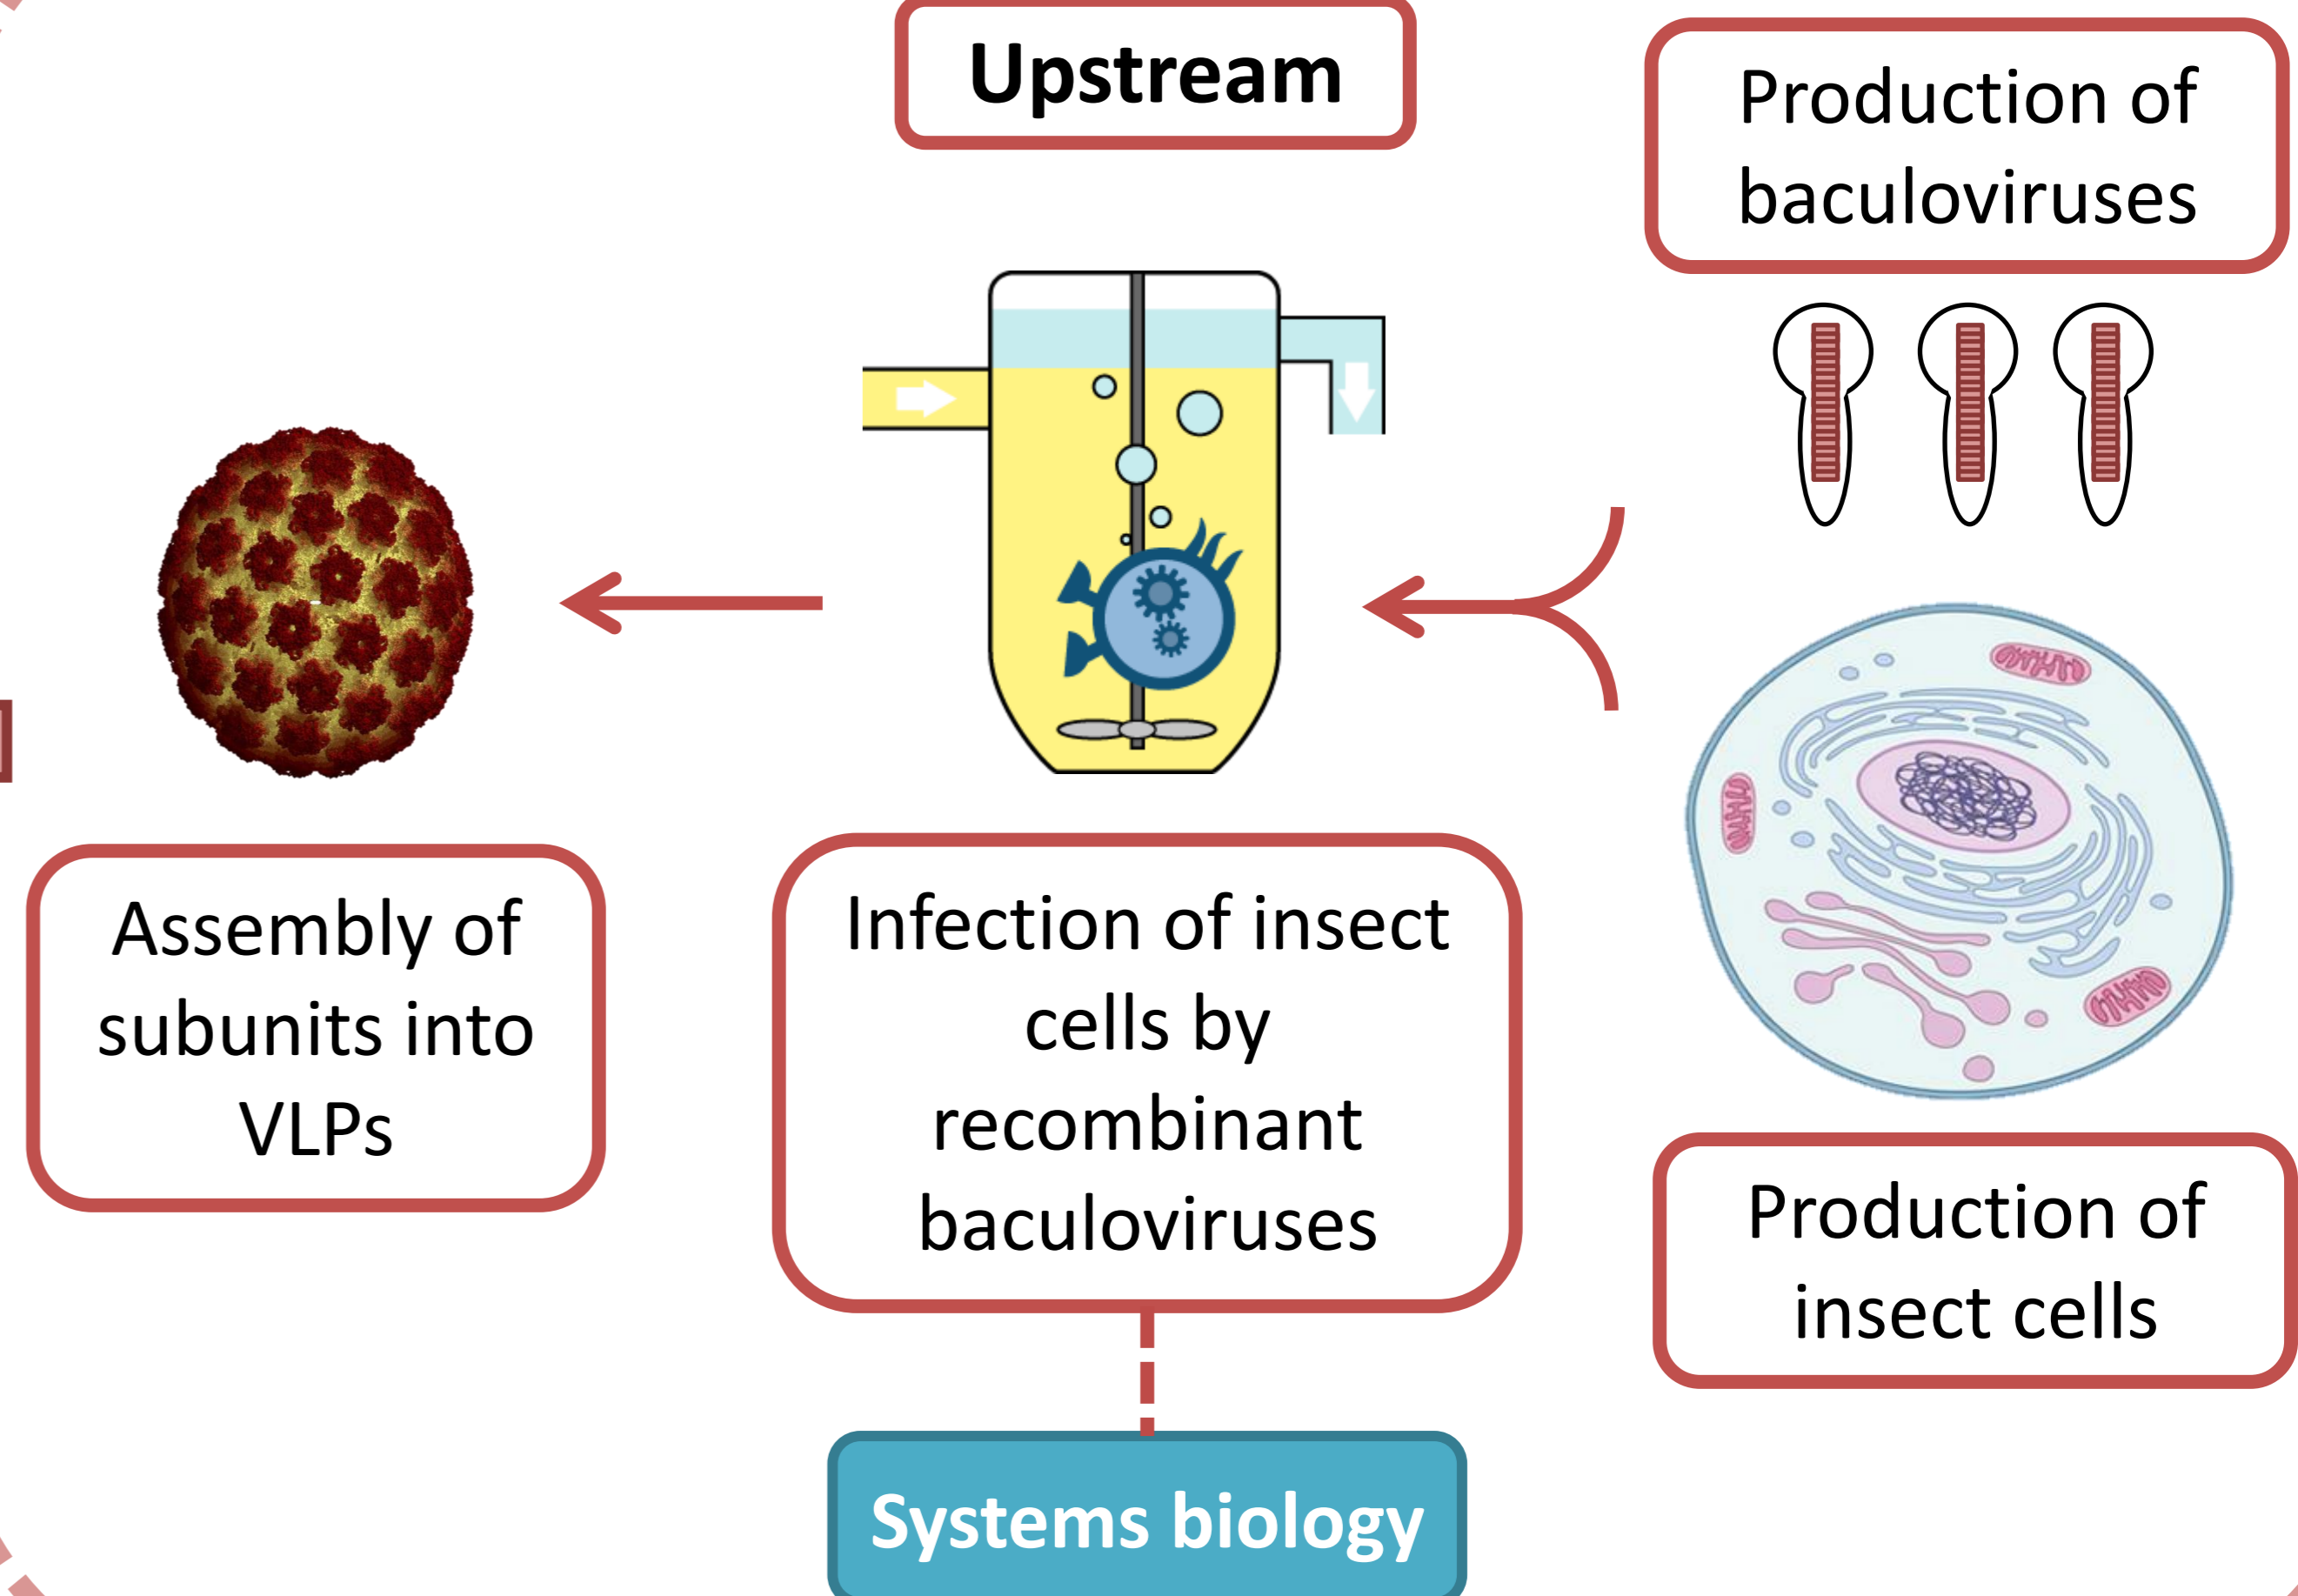 Upstream
Production of
baculoviruses
Assembly of
subunits into
VLPs
Infection of insect
cells by
recombinant
baculoviruses
Production of
insect cells
Systems biology